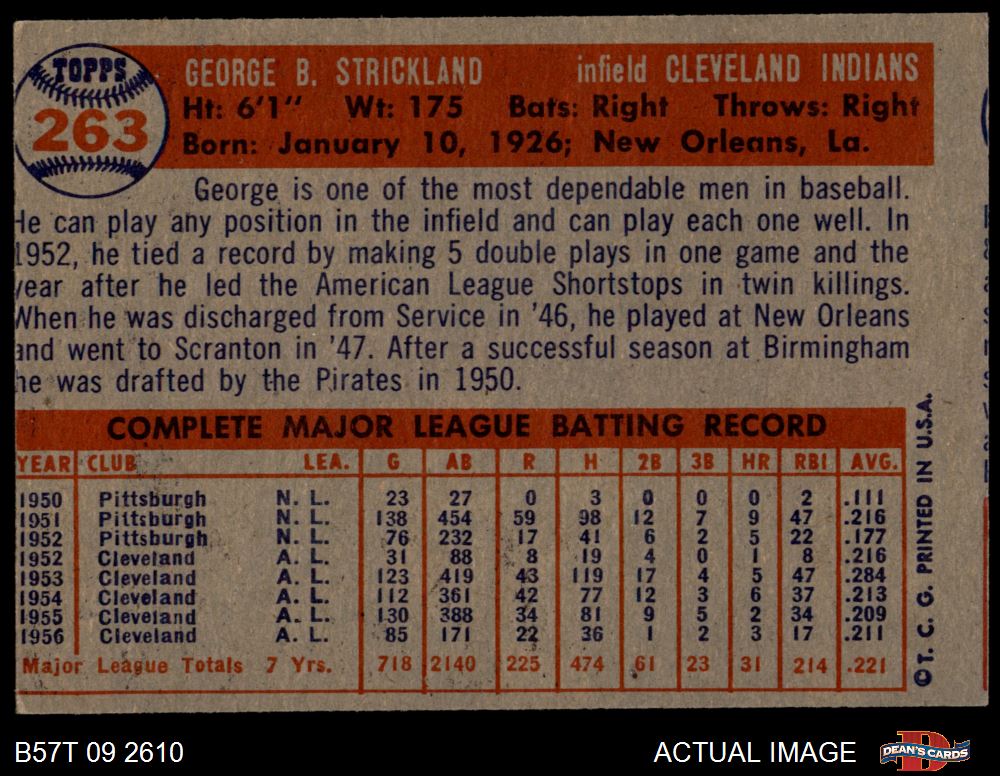 TOPPS
263
GEORGE B. STRICKLAND infield CLEVELAND INDIANS
Ht: 6'1" Wt: 175 Bats: Right Throws: Right
Born: January 10, 1926; New Orleans, La.
George is one of the most dependable men in baseball.
He can play any position in the infield and can play each one well. In
1952, he tied a record by making 5 double plays in one game and the
year after he led the American League Shortstops in twin killings.
When he was discharged from Service in '46, he played at New Orleans
and went to Scranton in '47. After a successful season at Birmingham
he was drafted by the Pirates in 1950.
COMPLETE MAJOR LEAGUE BATTING RECORD
YEAR CLUB LEA. G AB R H 2B 3B HR RBI AVG.
1950 Pittsburgh N. L. 23 27 0 3 0 0 0 2 .111
1951 Pittsburgh N. L. 138 454 59 98 12 7 9 47 .216
1952 Pittsburgh N. L. 76 232 17 41 6 2 5 22 .177
1952 Cleveland A. L. 31 88 8 19 4 0 1 8 .216
1953 Cleveland A. L. 123 419 43 119 17 4 5 47 .284
1954 Cleveland A. L. 112 361 42 77 12 3 6 37 .213
1955 Cleveland A. L. 130 388 34 81 9 5 2 34 .209
1956 Cleveland A. L. 85 171 22 36 1 2 3 17 .211
Major League Totals 7 Yrs. 718 2140 225 474 61 23 31 214 .221
©T. C. G. PRINTED IN U.S.A.
B57T 09 2610
ACTUAL IMAGE
DEAN'S CARDS